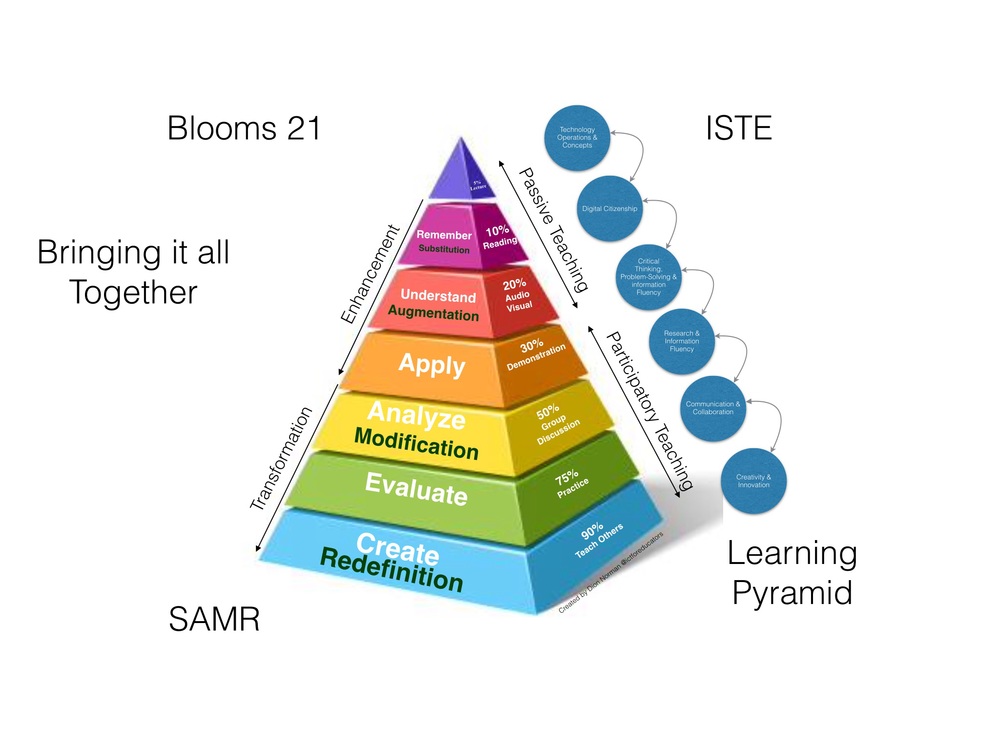 Blooms 21
ISTE
Bringing it all
Together
Enhancement
Transformation
Passive Teaching
Participatory Teaching
5%
Lecture
Remember
Substitution
10%
Reading
Understand
Augmentation
20%
Audio
Visual
Apply
30%
Demonstration
Analyze
Modification
50%
Group
Discussion
Evaluate
75%
Practice
Create
Redefinition
90%
Teach Others
Created by Dion Norman @ictforeducators
Technology
Operations &
Concepts
Digital Citizenship
Critical
Thinking,
Problem-Solving &
information
Fluency
Research &
Information
Fluency
Communication &
Collaboration
Creativity &
Innovation
SAMR
Learning
Pyramid